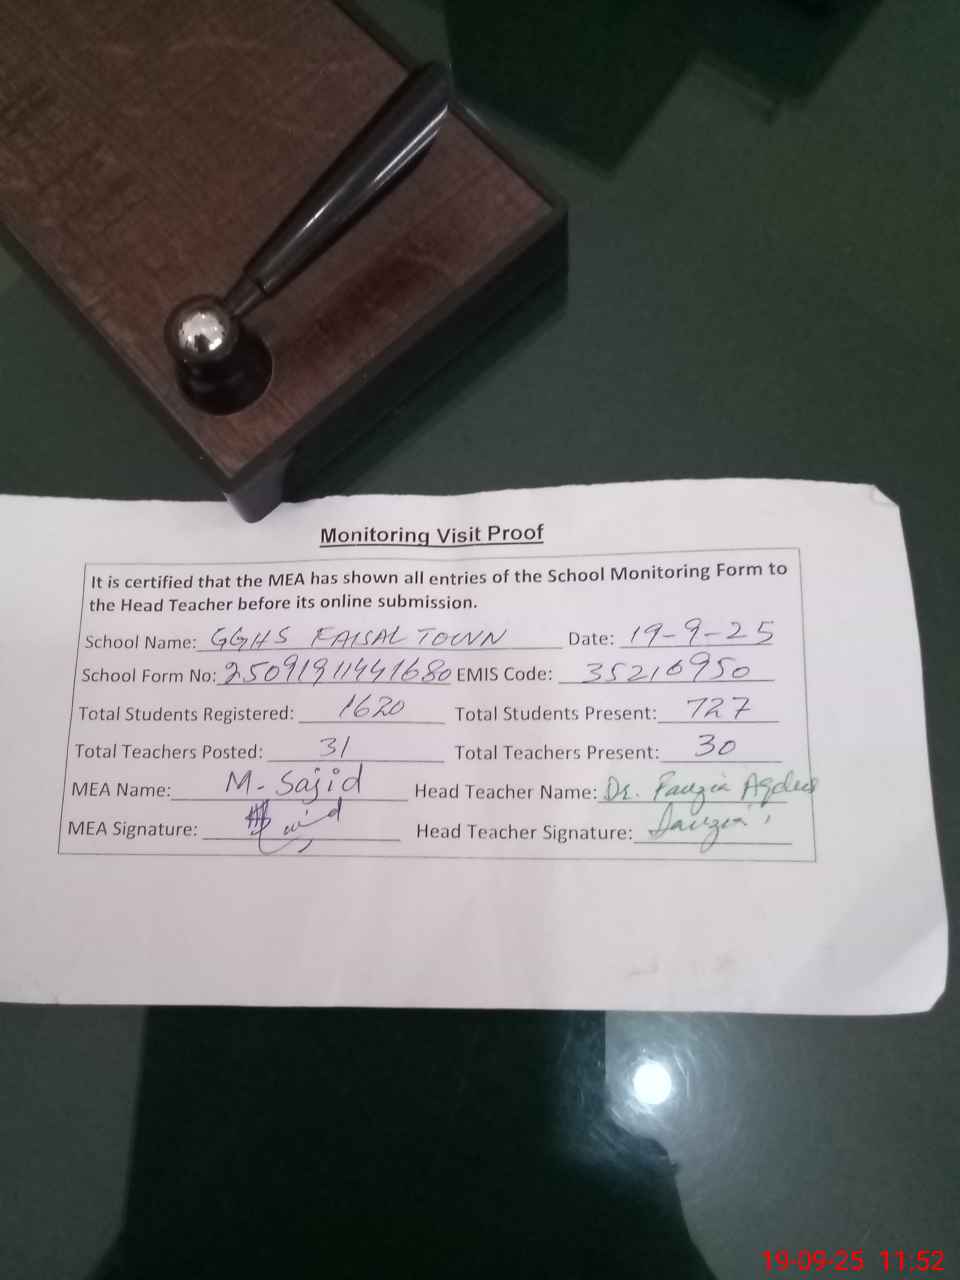 Monitoring Visit Proof
It is certified that the MEA has shown all entries of the School Monitoring Form to
the Head Teacher before its online submission.
School Name: GGHS FAISAL TOWN Date: 19-9-25
School Form No: 25091911441680 EMIS Code: 35210950
Total Students Registered: 1620 Total Students Present: 727
Total Teachers Posted: 31 Total Teachers Present: 30
MEA Name: M. Sajid Head Teacher Name: Dr. Fauzia
MEA Signature: Head Teacher Signature: Fauzia
19-09-25 11:52